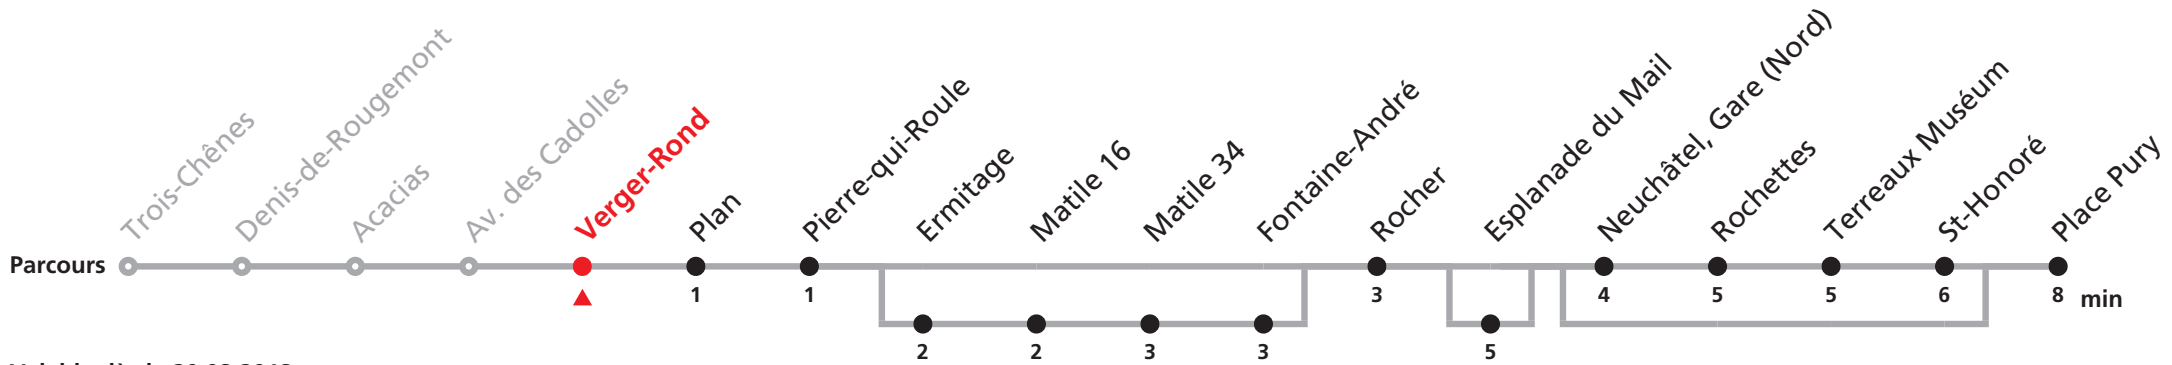 Trois-Chênes
Denis-de-Rougemont
Acacias
Av. des Cadolles
Verger-Rond
Plan
Pierre-qui-Roule
Ermitage
Matile 16
Matile 34
Fontaine-André
Rocher
Esplanade du Mail
Neuchâtel, Gare (Nord)
Rochettes
Terreaux Muséum
St-Honoré
Place Pury
Parcours
1 1 3 4 5 5 6 8 min
2 2 3 3 5